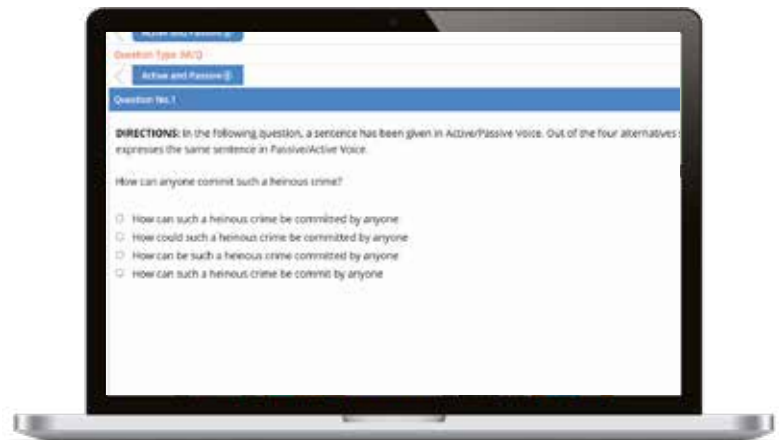 Active and Passive
Question Type: MCQ
Active and Passive
Question No.1
DIRECTIONS: In the following question, a sentence has been given in Active/Passive Voice. Out of the four alternatives
expresses the same sentence in Passive/Active Voice.
How can anyone commit such a heinous crime?
How can such a heinous crime be committed by anyone
How could such a heinous crime be committed by anyone
How can be such a heinous crime committed by anyone
How can such a heinous crime be commit by anyone